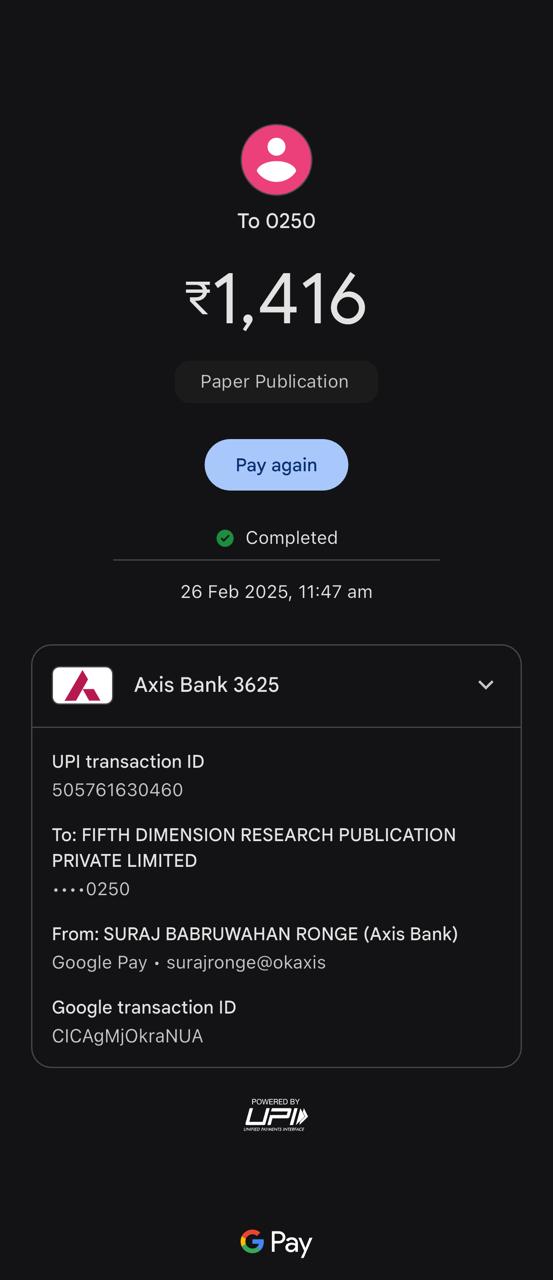 To 0250
₹1,416
Paper Publication
Pay again
Completed
26 Feb 2025, 11:47 am
Axis Bank 3625
UPI transaction ID
505761630460
To: FIFTH DIMENSION RESEARCH PUBLICATION
PRIVATE LIMITED
••••0250
From: SURAJ BABRUWAHAN RONGE (Axis Bank)
Google Pay • surajronge@okaxis
Google transaction ID
CICAgMjOkraNUA
POWERED BY
UPI
UNIFIED PAYMENTS INTERFACE
G Pay